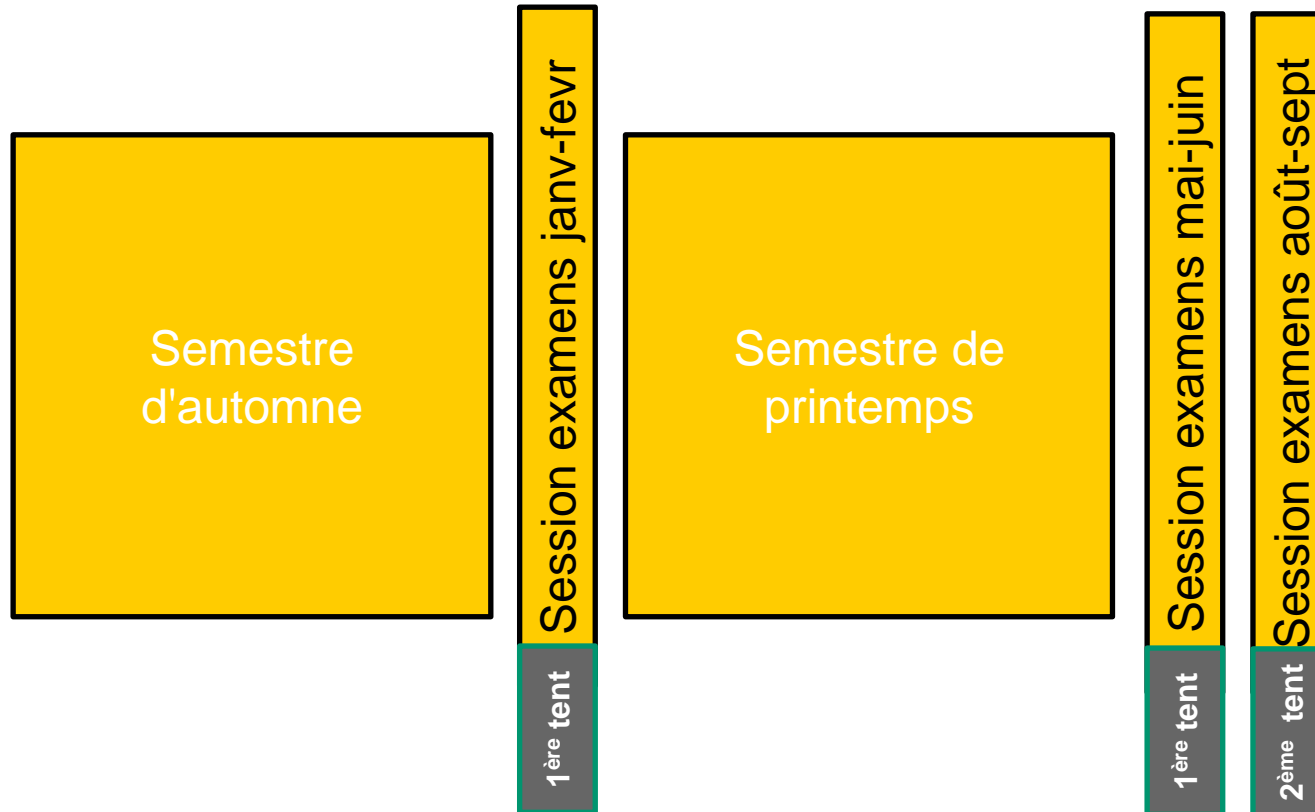 Semestre
d'automne
Session examens janv-fevr
1ère tent
Semestre de
printemps
Session examens mai-juin
1ère tent
Session examens août-sept
2ème tent